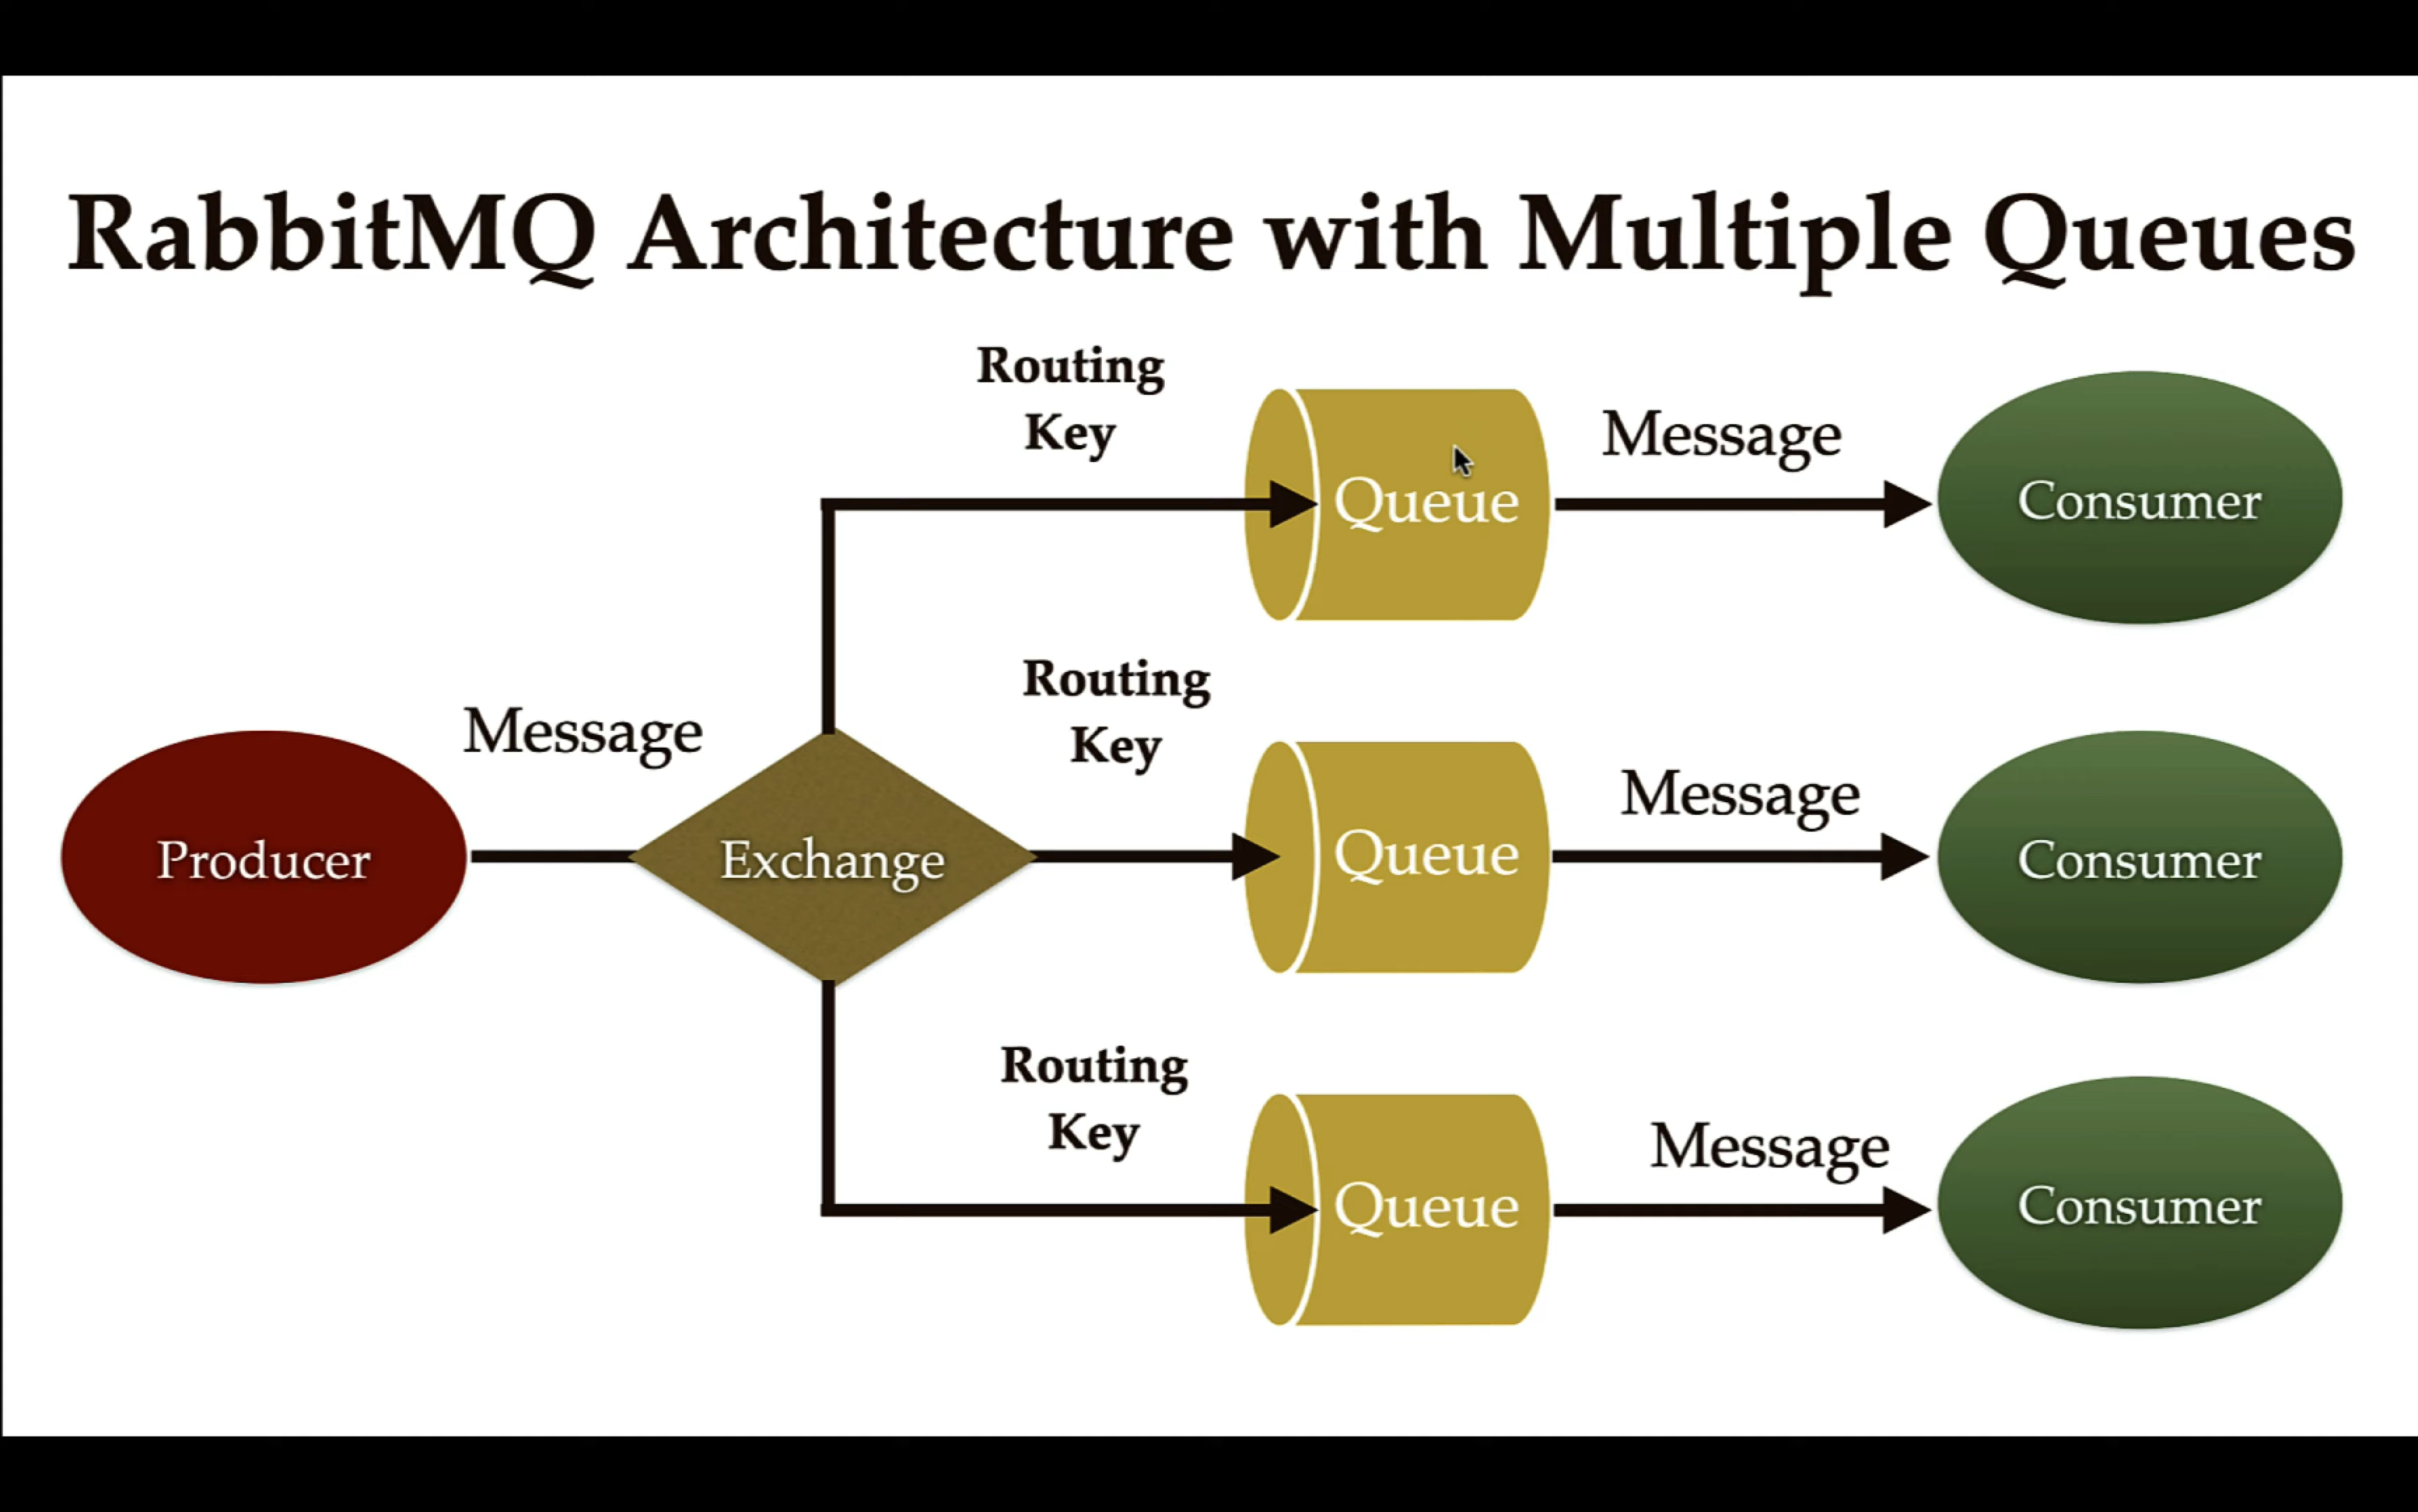 RabbitMQ Architecture with Multiple Queues
Routing
Key
Queue
Message
Consumer
Producer
Message
Exchange
Routing
Key
Queue
Message
Consumer
Routing
Key
Queue
Message
Consumer